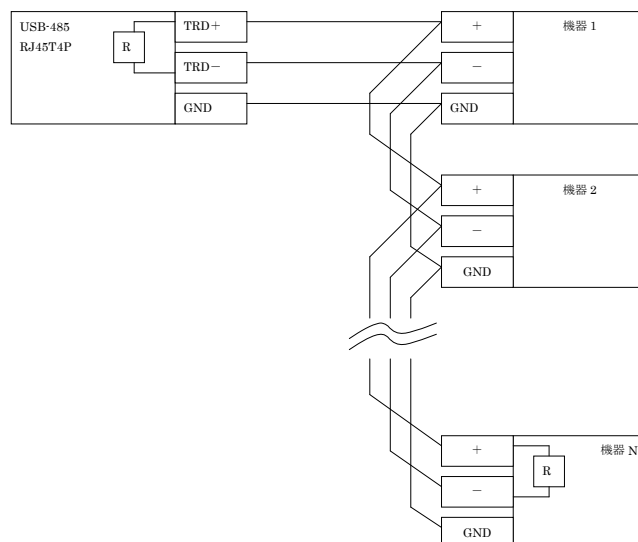 USB-485
RJ45T4P
R
TRD＋
TRD－
GND
＋
－
GND
機器 1
＋
－
GND
機器 2
＋
－
GND
R
機器 N